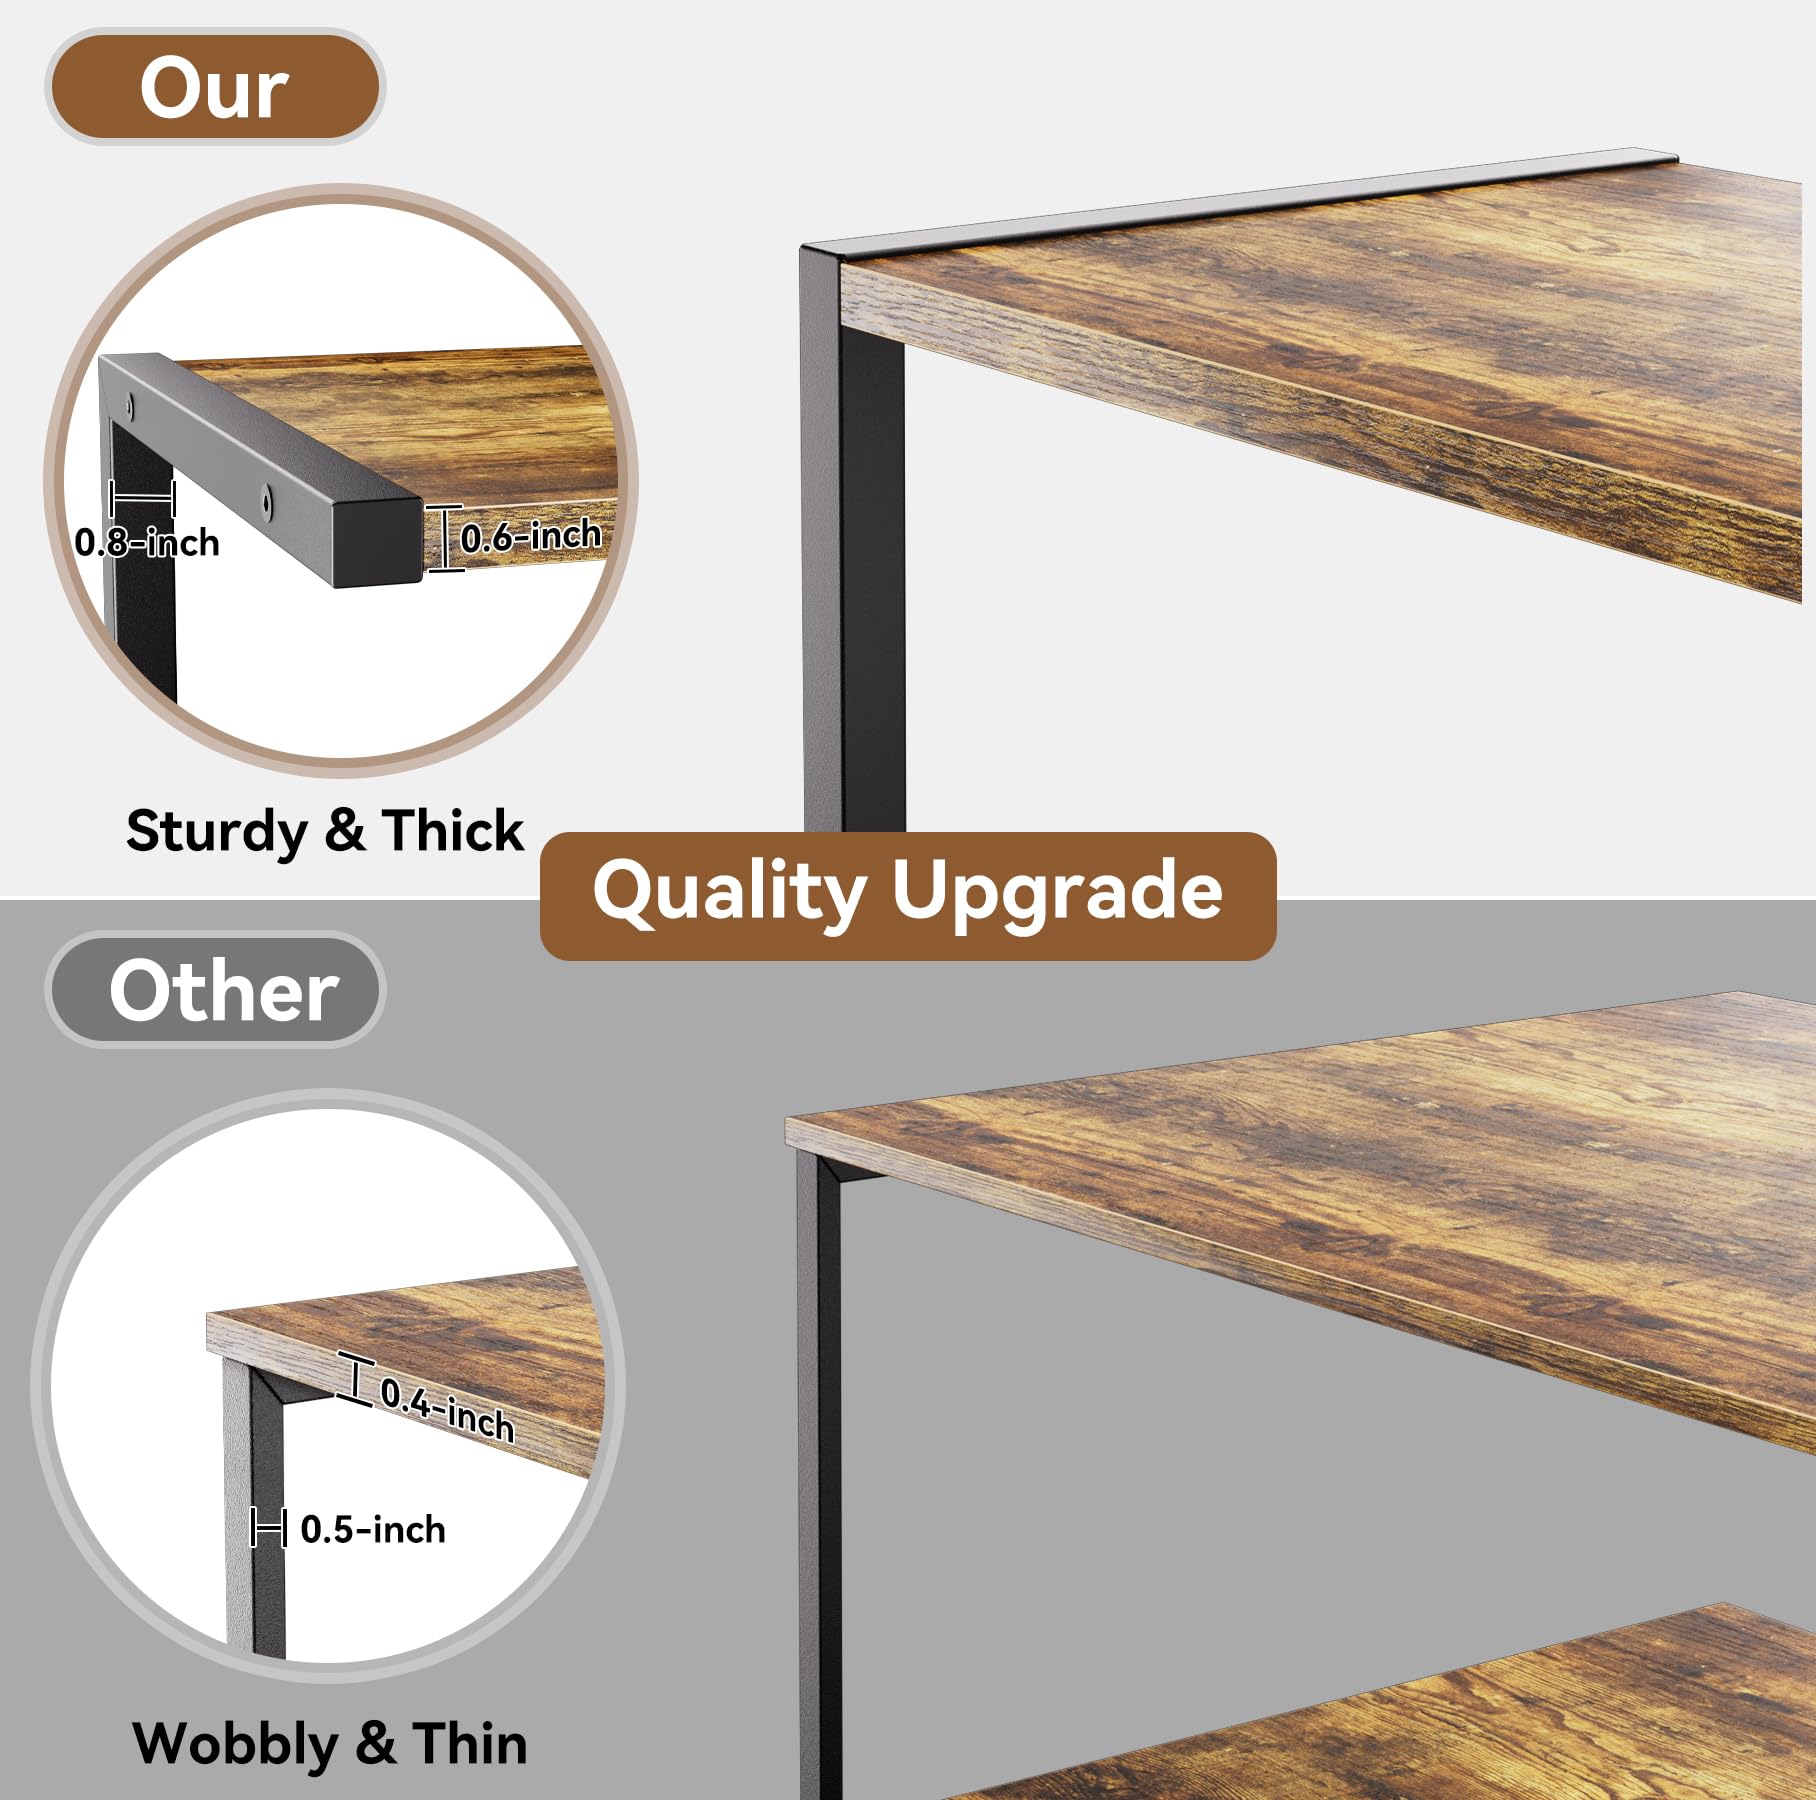 Our
0.8-inch
0.6-inch
Sturdy & Thick
Quality Upgrade
Other
0.4-inch
0.5-inch
Wobbly & Thin